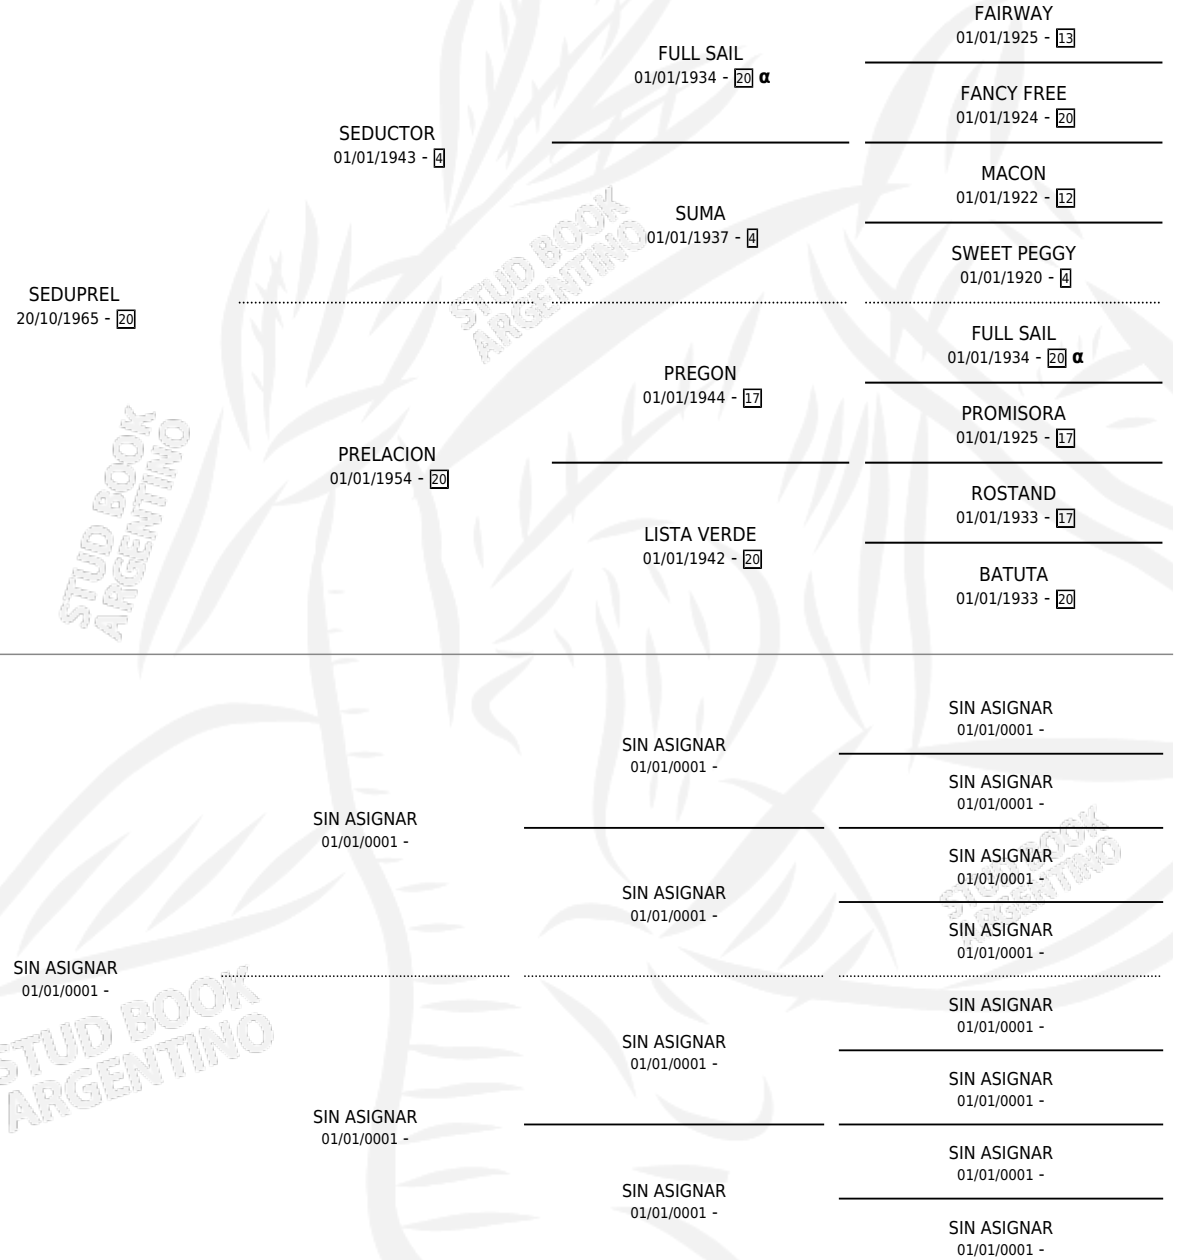 FAIRWAY
01/01/1925 - 13
FULL SAIL
01/01/1934 - 20 α
FANCY FREE
01/01/1924 - 20
SEDUCTOR
01/01/1943 - 4
MACON
01/01/1922 - 12
SUMA
01/01/1937 - 4
SWEET PEGGY
01/01/1920 - 4
STUD BOOK
ARGENTINO
SEDUPREL
20/10/1965 - 20
FULL SAIL
01/01/1934 - 20 α
PREGON
01/01/1944 - 17
PROMISORA
01/01/1925 - 17
PRELACION
01/01/1954 - 20
ROSTAND
01/01/1933 - 17
LISTA VERDE
01/01/1942 - 20
BATUTA
01/01/1933 - 20
STUD BOOK
ARGENTINO
SIN ASIGNAR
01/01/0001 -
SIN ASIGNAR
01/01/0001 -
SIN ASIGNAR
01/01/0001 -
SIN ASIGNAR
01/01/0001 -
SIN ASIGNAR
01/01/0001 -
SIN ASIGNAR
01/01/0001 -
SIN ASIGNAR
01/01/0001 -
STUD BOOK
ARGENTINO
SIN ASIGNAR
01/01/0001 -
SIN ASIGNAR
01/01/0001 -
SIN ASIGNAR
01/01/0001 -
SIN ASIGNAR
01/01/0001 -
STUD BOOK
ARGENTINO
SIN ASIGNAR
01/01/0001 -
SIN ASIGNAR
01/01/0001 -
SIN ASIGNAR
01/01/0001 -
SIN ASIGNAR
01/01/0001 -